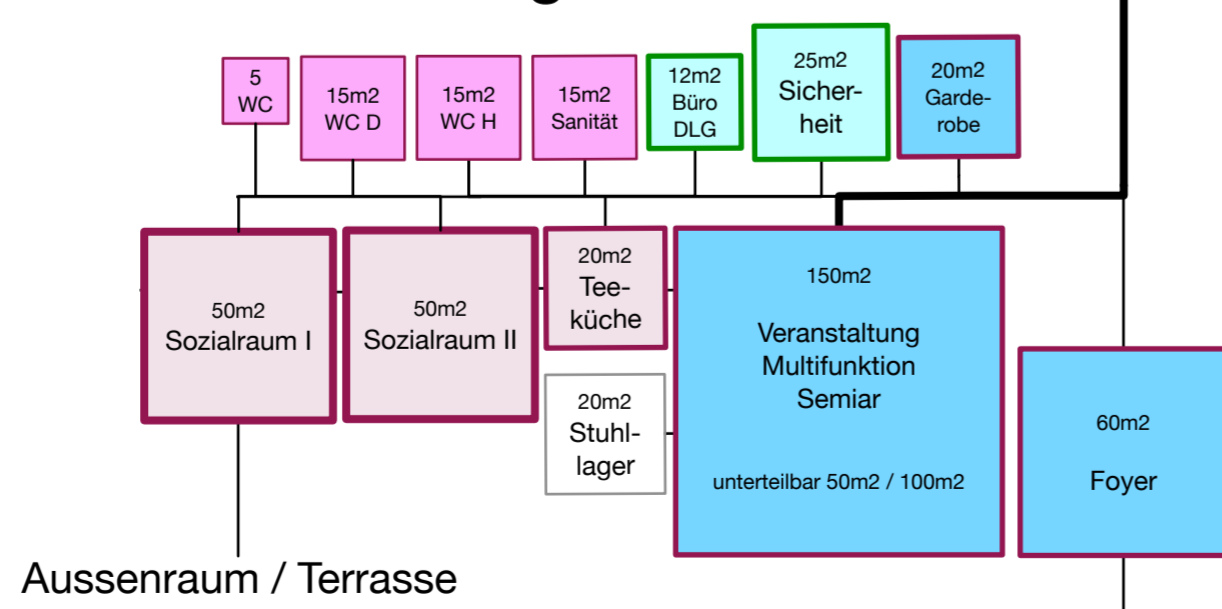 5
WC
15m2
WC D
15m2
WC H
15m2
Sanität
12m2
Büro
DLG
25m2
Sicher-
heit
20m2
Garde-
robe
50m2
Sozialraum I
50m2
Sozialraum II
20m2
Tee-
küche
20m2
Stuhl-
lager
150m2
Veranstaltung
Multifunktion
Semiar
unterteilbar 50m2 / 100m2
60m2
Foyer
Aussenraum / Terrasse